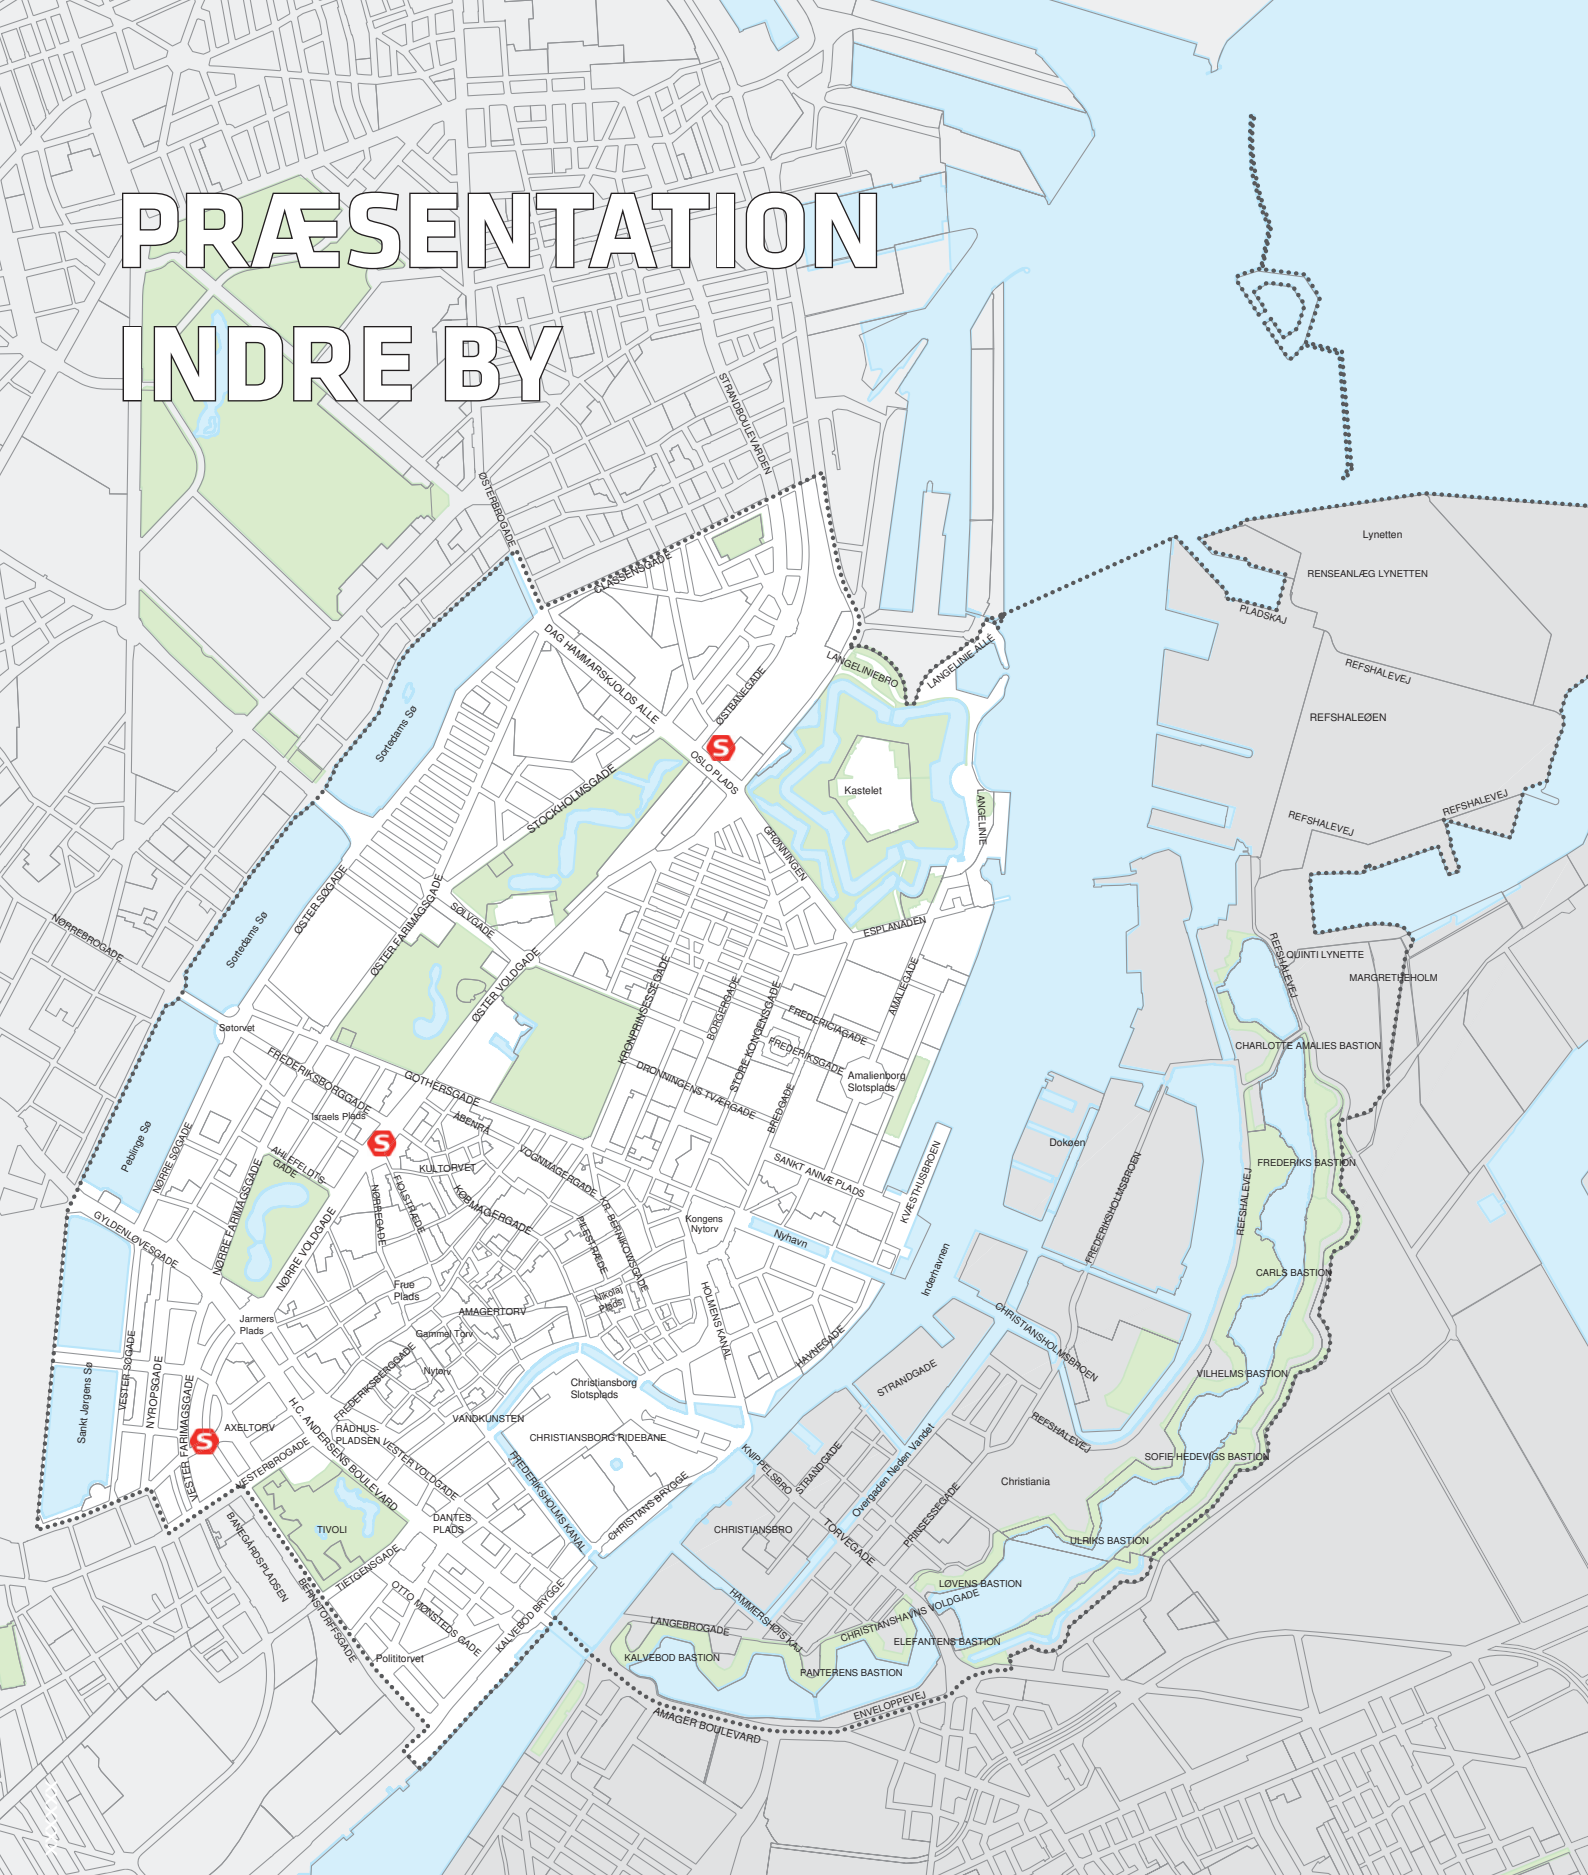 PRÆSENTATION
INDRE BY
STRANDBOULEVARDEN
ØSTERBROGADE
CLASSENSGADE
Lynetten
RENSEANLÆG LYNETTEN
PLADSKAJ
DAG HAMMARSKJOLDS ALLE
LANGELINIEBRO
LANGELINIE ALLE
REFSHALEVEJ
ØSTBANEGADE
Sortedams Sø
REFSHALEØEN
S
OSLO PLADS
STOCKHOLMSGADE
Kastelet
LANGELINIE
REFSHALEVEJ
REFSHALEVEJ
GRØNNINGEN
ØSTER SØGADE
ØSTER FARIMAGSGADE
SØLVGADE
ESPLANADEN
NØRREBROGADE
Sortedams Sø
REFSHALEVEJ
QUINTI LYNETTE
MARGRETHEHOLM
ØSTER VOLDGADE
KRONPRINSESSEGADE
BORGERGADE
STORE KONGENSGADE
AMALIEGADE
FREDERICIAGADE
FREDERIKSGADE
Søtorvet
CHARLOTTE AMALIES BASTION
FREDERIKSBORGGADE
GOTHERSGADE
DRONNINGENS TVÆRGADE
Amalienborg
Slotsplads
BREDGADE
Israels Plads
ÅBENRÅ
S
Peblinge Sø
NØRRE SØGADE
AHLEFELDTS-
GADE
KULTORVET
VOGNMAGERGADE
SANKT ANNÆ PLADS
KVÆSTHUSBROEN
Dokøen
FREDERIKSHOLMSBROEN
FREDERIKS BASTION
REFSHALEVEJ
NØRRE FARIMAGSGADE
NØRRE VOLDGADE
NØRREGADE
FIOLSTRÆDE
KØBMAGERGADE
PILESTRÆDE
KR. BERNIKOWSGADE
Kongens
Nytorv
Nyhavn
GYLDENLØVESGADE
Inderhavnen
CARLS BASTION
Frue
Plads
Nikolaj
Plads
HOLMENS KANAL
AMAGERTORV
Jarmers
Plads
Gammel Torv
HAVNEGADE
CHRISTIANSHOLMSBROEN
Nytorv
FREDERIKSBERGGADE
VESTER SØGADE
NYROPSGADE
VESTER FARIMAGSGADE
Sankt Jørgens Sø
Christiansborg
Slotsplads
STRANDGADE
VILHELMS BASTION
VANDKUNSTEN
AXELTORV
RÅDHUS-
PLADSEN
H.C. ANDERSENS BOULEVARD
VESTER VOLDGADE
CHRISTIANSBORG RIDEBANE
REFSHALEVEJ
S
VESTERBROGADE
SOFIE HEDEVIGS BASTION
KNIPPELSBRO
STRANDGADE
Overgaden Neden Vandet
Christiania
FREDERIKSHOLMS KANAL
CHRISTIANS BRYGGE
PRINSESSEGADE
DANTES
PLADS
TIVOLI
CHRISTIANSBRO
TORVEGADE
ULRIKS BASTION
BANEGÅRDSPLADSEN
TIETGENSGADE
BERNSTORFFSGADE
OTTO MØNSTEDS GADE
KALVEBOD BRYGGE
HAMMERSHØIS KAJ
LØVENS BASTION
CHRISTIANSHAVNS VOLDGADE
LANGEBROGADE
ELEFANTENS BASTION
Polititorvet
KALVEBOD BASTION
PANTERENS BASTION
ENVELOPPEVEJ
AMAGER BOULEVARD